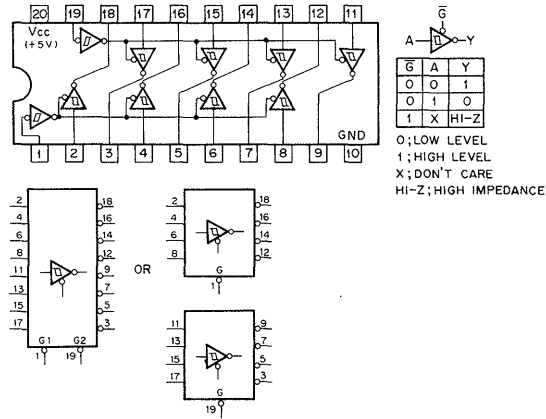 20 19 18 17 16 15 14 13 12 11
Vcc
(+5V)
GND
1 2 3 4 5 6 7 8 9 10
G
A Y
G A Y
0 0 1
0 1 0
1 X HI-Z
0;LOW LEVEL
1;HIGH LEVEL
X;DON'T CARE
HI-Z;HIGH IMPEDANCE
2 18
4 16
6 14
8 12
11 9
13 7
15 5
17 3
G1 G2
1 19
OR
2 18
4 16
6 14
8 12
G
1
11 9
13 7
15 5
17 3
G
19